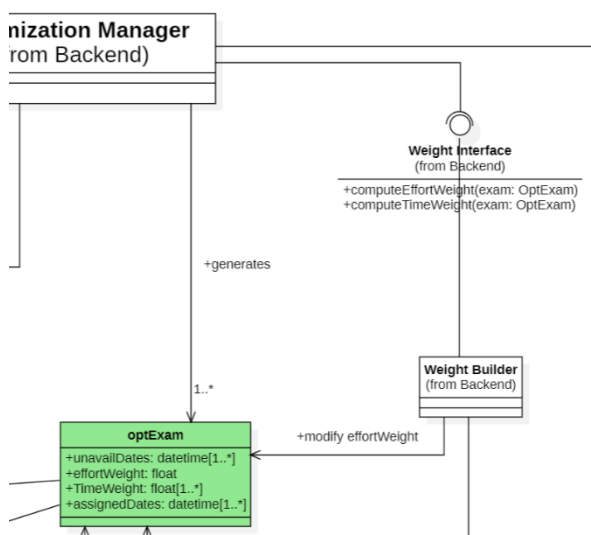 mization Manager
from Backend)
Weight Interface
(from Backend)
+computeEffortWeight(exam: OptExam)
+computeTimeWeight(exam: OptExam)
+generates
1..*
Weight Builder
(from Backend)
+modify effortWeight
optExam
+unavailDates: datetime[1..*]
+effortWeight: float
+TimeWeight: float[1..*]
+assignedDates: datetime[1..*]